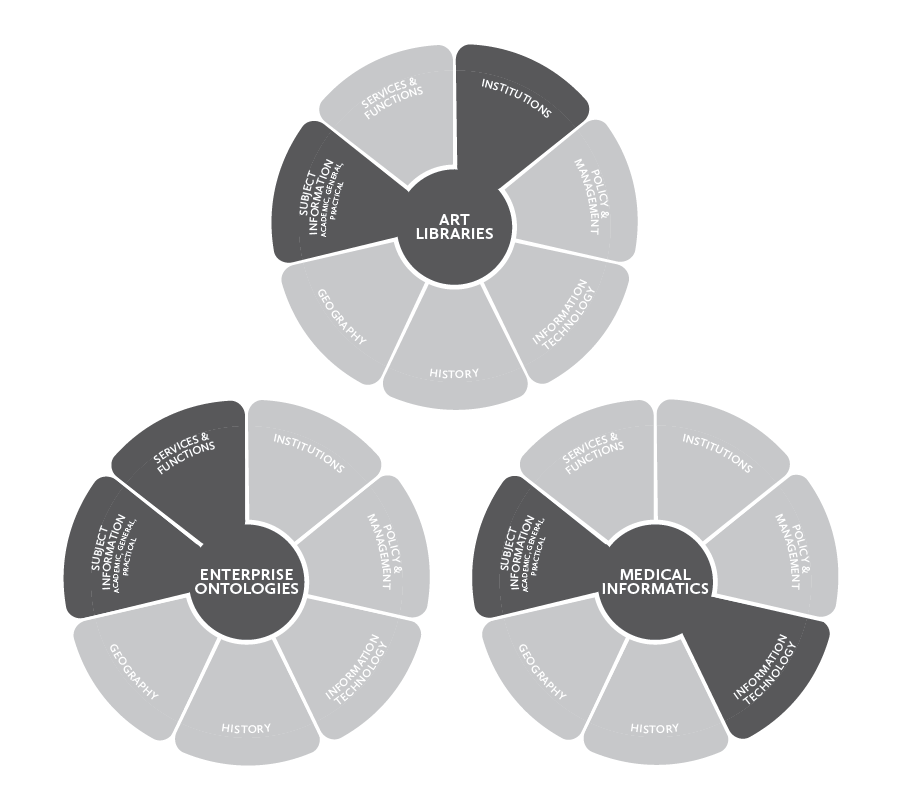 SERVICES &
FUNCTIONS
INSTITUTIONS
POLICY &
MANAGEMENT
INFORMATION
TECHNOLOGY
HISTORY
GEOGRAPHY
SUBJECT
INFORMATION
ACADEMIC, GENERAL,
PRACTICAL
ART
LIBRARIES
SERVICES &
FUNCTIONS
INSTITUTIONS
POLICY &
MANAGEMENT
INFORMATION
TECHNOLOGY
HISTORY
GEOGRAPHY
SUBJECT
INFORMATION
ACADEMIC, GENERAL,
PRACTICAL
ENTERPRISE
ONTOLOGIES
SERVICES &
FUNCTIONS
INSTITUTIONS
POLICY &
MANAGEMENT
INFORMATION
TECHNOLOGY
HISTORY
GEOGRAPHY
SUBJECT
INFORMATION
ACADEMIC, GENERAL,
PRACTICAL
MEDICAL
INFORMATICS